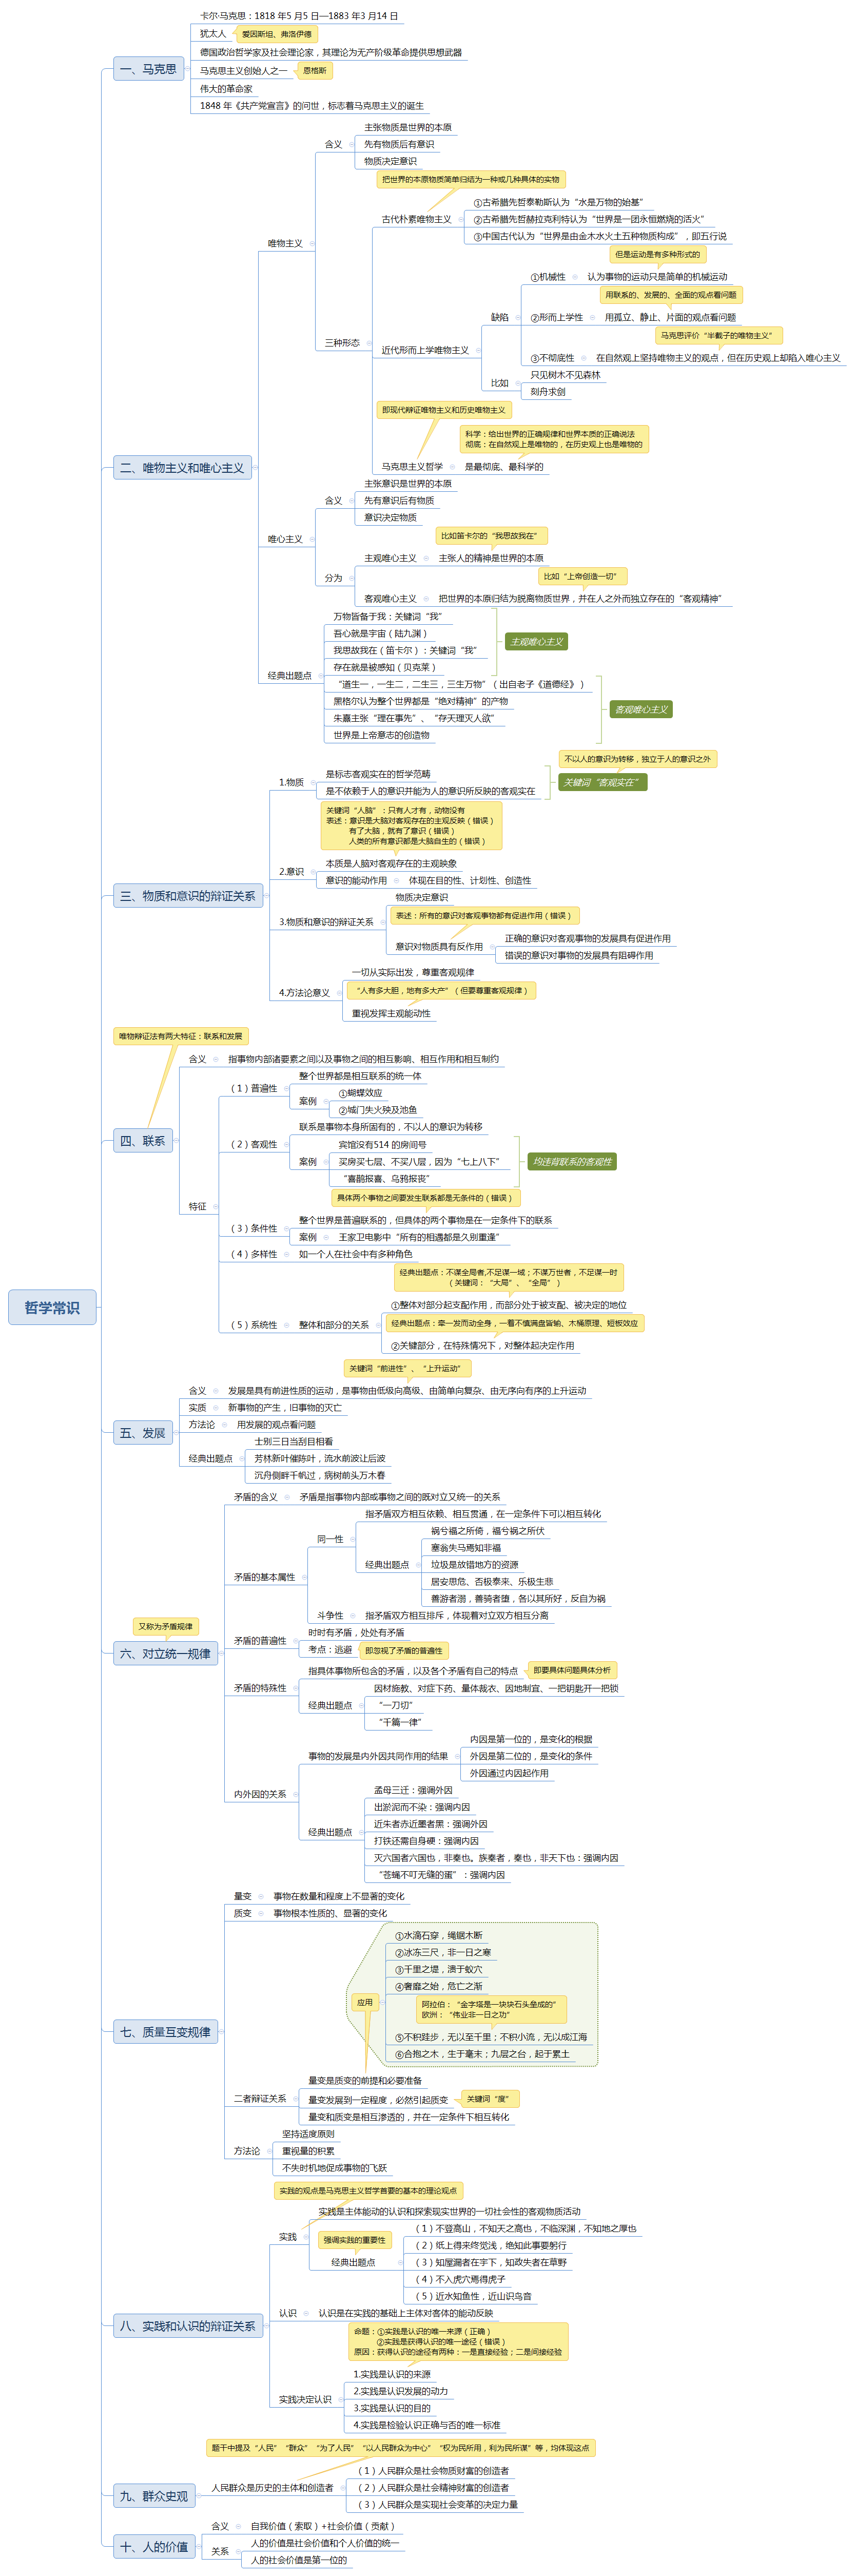 哲学常识
一、马克思
卡尔·马克思：1818 年5 月5 日—1883 年3 月14 日
犹太人
爱因斯坦、弗洛伊德
德国政治哲学家及社会理论家，其理论为无产阶级革命提供思想武器
马克思主义创始人之一
恩格斯
伟大的革命家
1848 年《共产党宣言》的问世，标志着马克思主义的诞生
二、唯物主义和唯心主义
唯物主义
含义
主张物质是世界的本原
先有物质后有意识
物质决定意识
三种形态
把世界的本原物质简单归结为一种或几种具体的实物
古代朴素唯物主义
①古希腊先哲泰勒斯认为“水是万物的始基”
②古希腊先哲赫拉克利特认为“世界是一团永恒燃烧的活火”
③中国古代认为“世界是由金木水火土五种物质构成”，即五行说
近代形而上学唯物主义
缺陷
但是运动是有多种形式的
①机械性
认为事物的运动只是简单的机械运动
用联系的、发展的、全面的观点看问题
②形而上学性
用孤立、静止、片面的观点看问题
马克思评价“半截子的唯物主义”
③不彻底性
在自然观上坚持唯物主义的观点，但在历史观上却陷入唯心主义
比如
只见树木不见森林
刻舟求剑
即现代辩证唯物主义和历史唯物主义
科学：给出世界的正确规律和世界本质的正确说法
彻底：在自然观上是唯物的，在历史观上也是唯物的
马克思主义哲学
是最彻底、最科学的
唯心主义
含义
主张意识是世界的本原
先有意识后有物质
意识决定物质
分为
比如笛卡尔的“我思故我在”
主观唯心主义
主张人的精神是世界的本原
比如“上帝创造一切”
客观唯心主义
把世界的本原归结为脱离物质世界，并在人之外而独立存在的“客观精神”
经典出题点
万物皆备于我：关键词“我”
吾心就是宇宙（陆九渊）
我思故我在（笛卡尔）：关键词“我”
存在就是被感知（贝克莱）
主观唯心主义
“道生一，一生二，二生三，三生万物”（出自老子《道德经》）
黑格尔认为整个世界都是“绝对精神”的产物
朱熹主张“理在事先”、“存天理灭人欲”
世界是上帝意志的创造物
客观唯心主义
三、物质和意识的辩证关系
1.物质
是标志客观实在的哲学范畴
是不依赖于人的意识并能为人的意识所反映的客观实在
不以人的意识为转移，独立于人的意识之外
关键词“客观实在”
关键词“人脑”：只有人才有，动物没有
表述：意识是大脑对客观存在的主观反映（错误）
有了大脑，就有了意识（错误）
人类的所有意识都是大脑自生的（错误）
2.意识
本质是人脑对客观存在的主观映象
意识的能动作用
体现在目的性、计划性、创造性
3.物质和意识的辩证关系
物质决定意识
表述：所有的意识对客观事物都有促进作用（错误）
意识对物质具有反作用
正确的意识对客观事物的发展具有促进作用
错误的意识对事物的发展具有阻碍作用
4.方法论意义
一切从实际出发，尊重客观规律
“人有多大胆，地有多大产”（但要尊重客观规律）
重视发挥主观能动性
唯物辩证法有两大特征：联系和发展
四、联系
含义
指事物内部诸要素之间以及事物之间的相互影响、相互作用和相互制约
特征
（1）普遍性
整个世界都是相互联系的统一体
案例
①蝴蝶效应
②城门失火殃及池鱼
（2）客观性
联系是事物本身所固有的，不以人的意识为转移
案例
宾馆没有514 的房间号
买房买七层、不买八层，因为“七上八下”
“喜鹊报喜、乌鸦报丧”
均违背联系的客观性
具体两个事物之间要发生联系都是无条件的（错误）
（3）条件性
整个世界是普遍联系的，但具体的两个事物是在一定条件下的联系
案例
王家卫电影中“所有的相遇都是久别重逢”
（4）多样性
如一个人在社会中有多种角色
经典出题点：不谋全局者,不足谋一域；不谋万世者，不足谋一时
（关键词：“大局”、“全局”）
（5）系统性
整体和部分的关系
①整体对部分起支配作用，而部分处于被支配、被决定的地位
经典出题点：牵一发而动全身，一着不慎满盘皆输、木桶原理、短板效应
②关键部分，在特殊情况下，对整体起决定作用
五、发展
关键词“前进性”、“上升运动”
含义
发展是具有前进性质的运动，是事物由低级向高级、由简单向复杂、由无序向有序的上升运动
实质
新事物的产生，旧事物的灭亡
方法论
用发展的观点看问题
经典出题点
士别三日当刮目相看
芳林新叶催陈叶，流水前波让后波
沉舟侧畔千帆过，病树前头万木春
又称为矛盾规律
六、对立统一规律
矛盾的含义
矛盾是指事物内部或事物之间的既对立又统一的关系
矛盾的基本属性
同一性
指矛盾双方相互依赖、相互贯通，在一定条件下可以相互转化
经典出题点
祸兮福之所倚，福兮祸之所伏
塞翁失马焉知非福
垃圾是放错地方的资源
居安思危、否极泰来、乐极生悲
善游者溺，善骑者堕，各以其所好，反自为祸
斗争性
指矛盾双方相互排斥，体现着对立双方相互分离
矛盾的普遍性
时时有矛盾，处处有矛盾
考点：逃避
即忽视了矛盾的普遍性
矛盾的特殊性
指具体事物所包含的矛盾，以及各个矛盾有自己的特点
即要具体问题具体分析
经典出题点
因材施教、对症下药、量体裁衣、因地制宜、一把钥匙开一把锁
“一刀切”
“千篇一律”
内外因的关系
事物的发展是内外因共同作用的结果
内因是第一位的，是变化的根据
外因是第二位的，是变化的条件
外因通过内因起作用
经典出题点
孟母三迁：强调外因
出淤泥而不染：强调内因
近朱者赤近墨者黑：强调外因
打铁还需自身硬：强调内因
灭六国者六国也，非秦也。族秦者，秦也，非天下也：强调内因
“苍蝇不叮无缝的蛋”：强调内因
七、质量互变规律
量变
事物在数量和程度上不显著的变化
质变
事物根本性质的、显著的变化
应用
①水滴石穿，绳锯木断
②冰冻三尺，非一日之寒
③千里之堤，溃于蚁穴
④奢靡之始，危亡之渐
阿拉伯：“金字塔是一块块石头垒成的”
欧洲：“伟业非一日之功”
⑤不积跬步，无以至千里；不积小流，无以成江海
⑥合抱之木，生于毫末；九层之台，起于累土
二者辩证关系
量变是质变的前提和必要准备
量变发展到一定程度，必然引起质变
关键词“度”
量变和质变是相互渗透的，并在一定条件下相互转化
方法论
坚持适度原则
重视量的积累
不失时机地促成事物的飞跃
八、实践和认识的辩证关系
实践的观点是马克思主义哲学首要的基本的理论观点
实践
实践是主体能动的认识和探索现实世界的一切社会性的客观物质活动
强调实践的重要性
经典出题点
（1）不登高山，不知天之高也，不临深渊，不知地之厚也
（2）纸上得来终觉浅，绝知此事要躬行
（3）知屋漏者在宇下，知政失者在草野
（4）不入虎穴焉得虎子
（5）近水知鱼性，近山识鸟音
认识
认识是在实践的基础上主体对客体的能动反映
命题：①实践是认识的唯一来源（正确）
②实践是获得认识的唯一途径（错误）
原因：获得认识的途径有两种：一是直接经验；二是间接经验
实践决定认识
1.实践是认识的来源
2.实践是认识发展的动力
3.实践是认识的目的
4.实践是检验认识正确与否的唯一标准
题干中提及“人民”“群众”“为了人民”“以人民群众为中心”“权为民所用，利为民所谋”等，均体现这点
九、群众史观
人民群众是历史的主体和创造者
（1）人民群众是社会物质财富的创造者
（2）人民群众是社会精神财富的创造者
（3）人民群众是实现社会变革的决定力量
十、人的价值
含义
自我价值（索取）+社会价值（贡献）
关系
人的价值是社会价值和个人价值的统一
人的社会价值是第一位的